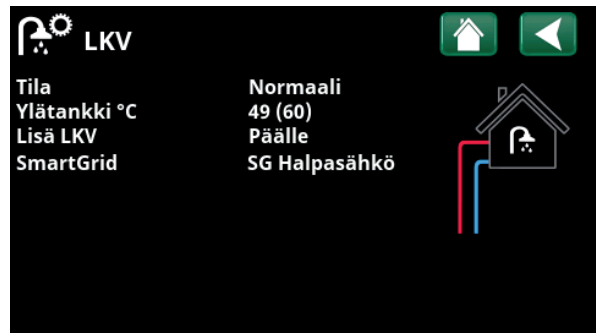 LKV
Tila Normaali
Ylätankki °C 49 (60)
Lisä LKV Päälle
SmartGrid SG Halpasähkö